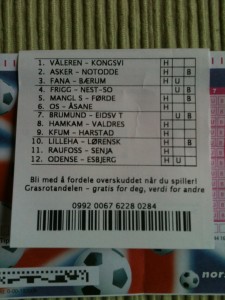 1. VÅLEREN - KONGSVI H
2. ASKER - NOTODDE H B
3. FANA - BÆRUM H U
4. FRIGG - NEST-SO U B
5. MANGL S - FØRDE H B
6. OS - ÅSANE H
7. BRUMUND - EIDSV T U B
8. HAMKAM - VALDRES H
9. KFUM - HARSTAD H
10. LILLEHA - LØRENSK H B
11. RAUFOSS - SENJA H
12. ODENSE - ESBJERG H U
Bli med å fordele overskuddet når du spiller!
Grasrotandelen - gratis for deg, verdi for andre
0992 0067 6228 0284
nor